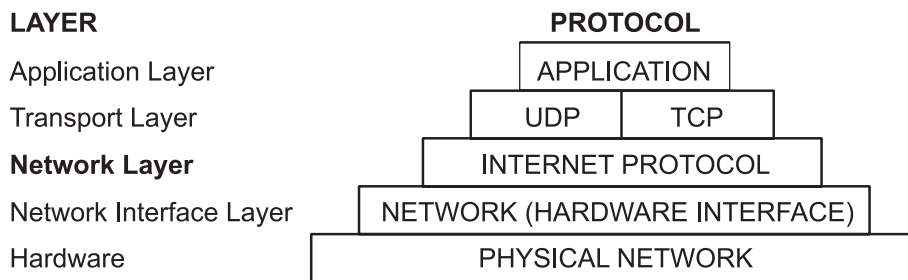 LAYER PROTOCOL
Application Layer APPLICATION
Transport Layer UDP TCP
Network Layer INTERNET PROTOCOL
Network Interface Layer NETWORK (HARDWARE INTERFACE)
Hardware PHYSICAL NETWORK